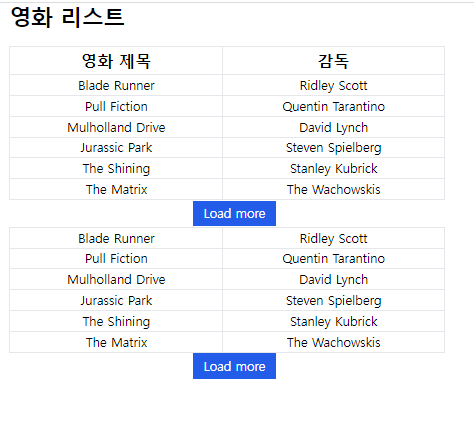 영화 리스트
영화 제목 감독
Blade Runner Ridley Scott
Pull Fiction Quentin Tarantino
Mulholland Drive David Lynch
Jurassic Park Steven Spielberg
The Shining Stanley Kubrick
The Matrix The Wachowskis
Load more
Blade Runner Ridley Scott
Pull Fiction Quentin Tarantino
Mulholland Drive David Lynch
Jurassic Park Steven Spielberg
The Shining Stanley Kubrick
The Matrix The Wachowskis
Load more